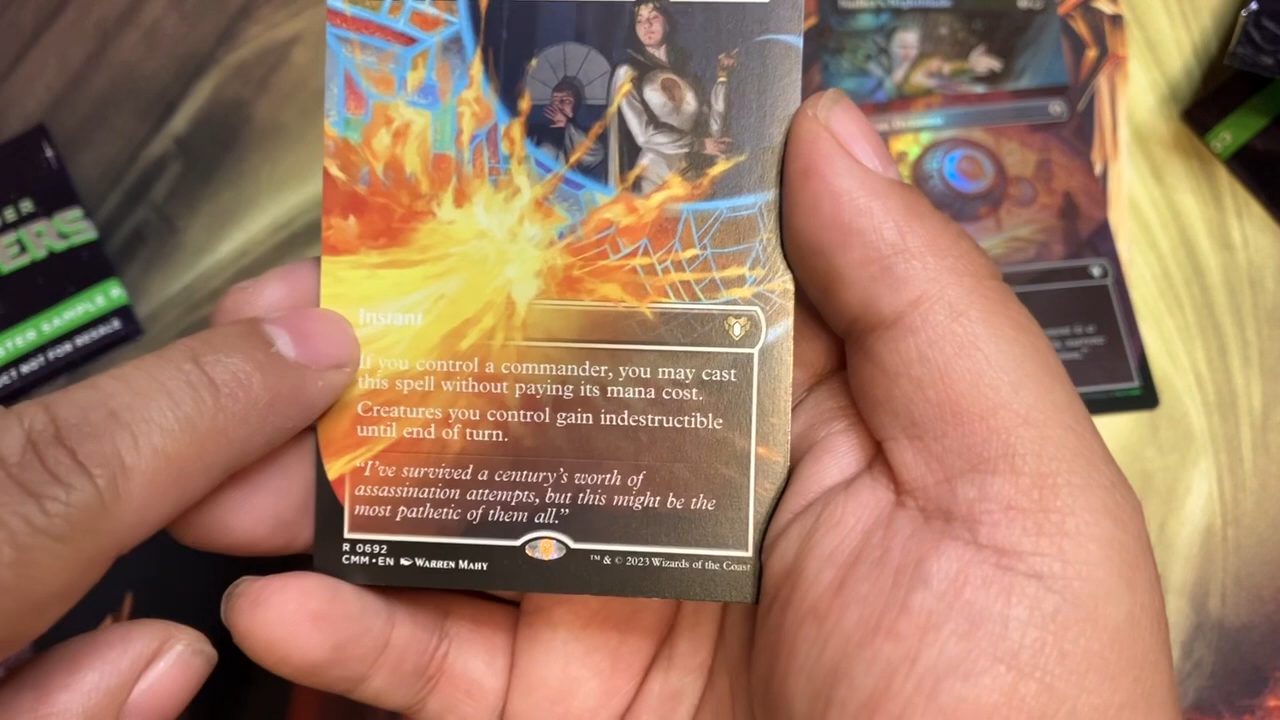 Instant
If you control a commander, you may cast
this spell without paying its mana cost.
Creatures you control gain indestructible
until end of turn.
“I’ve survived a century’s worth of
assassination attempts, but this might be the
most pathetic of them all.”
R 0692
CMM • EN WARREN MAHY
™ & © 2023 Wizards of the Coast